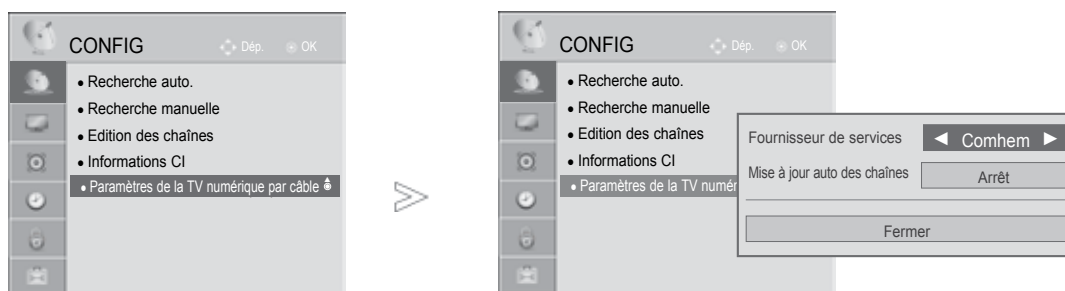 CONFIG
Dép. OK
• Recherche auto.
• Recherche manuelle
• Edition des chaînes
• Informations CI
• Paramètres de la TV numérique par câble
CONFIG
Dép. OK
• Recherche auto.
• Recherche manuelle
• Edition des chaînes
• Informations CI
• Paramètres de la TV numér
Fournisseur de services ◄ Comhem ►
Mise à jour auto des chaînes Arrêt
Fermer